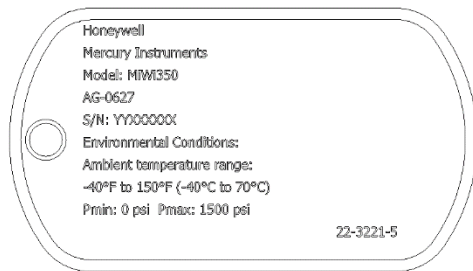 Honeywell
Mercury Instruments
Model: MIWI350
AG-0627
S/N: YYXXXXXX
Environmental Conditions:
Ambient temperature range:
-40°F to 150°F (-40°C to 70°C)
Pmin: 0 psi Pmax: 1500 psi
22-3221-5